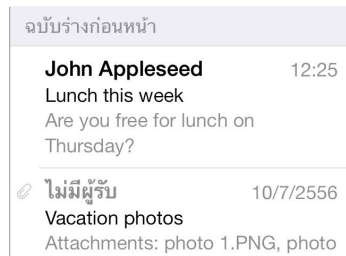 ฉบับร่างก่อนหน้า
John Appleseed 12:25
Lunch this week
Are you free for lunch on
Thursday?
ไม่มีผู้รับ 10/7/2556
Vacation photos
Attachments: photo 1.PNG, photo